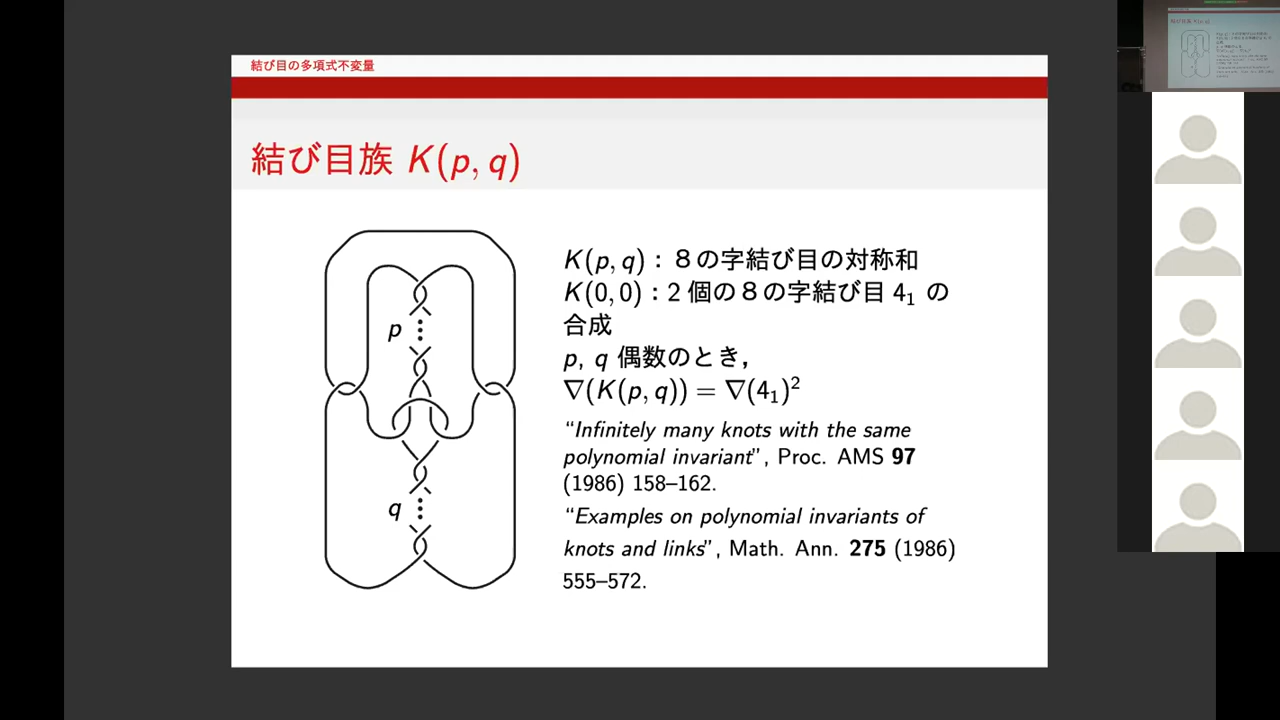 結び目の多項式不変量
結び目族 K(p, q)
K(p, q) : 8の字結び目の対称和
K(0, 0) : 2 個の8の字結び目 4₁ の
合成
p, q 偶数のとき,
∇(K(p, q)) = ∇(4₁)²
“Infinitely many knots with the same
polynomial invariant”, Proc. AMS 97
(1986) 158–162.
“Examples on polynomial invariants of
knots and links”, Math. Ann. 275 (1986)
555–572.
p
q